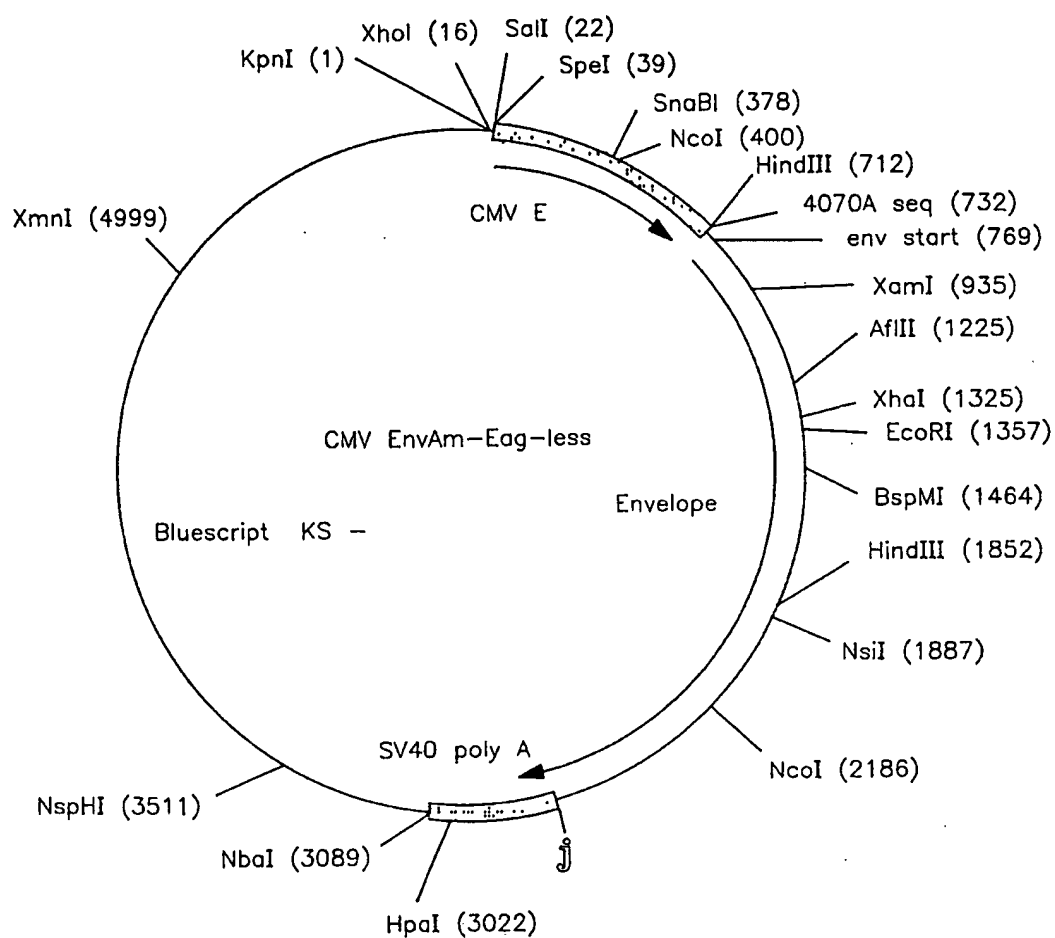 KpnI (1)
XhoI (16)
SalI (22)
SpeI (39)
SnaBI (378)
NcoI (400)
HindIII (712)
4070A seq (732)
env start (769)
XamI (935)
AflII (1225)
XhaI (1325)
EcoRI (1357)
BspMI (1464)
HindIII (1852)
NsiI (1887)
NcoI (2186)
j
HpaI (3022)
NbaI (3089)
NspHI (3511)
XmnI (4999)
CMV E
CMV EnvAm-Eag-less
Envelope
Bluescript KS -
SV40 poly A